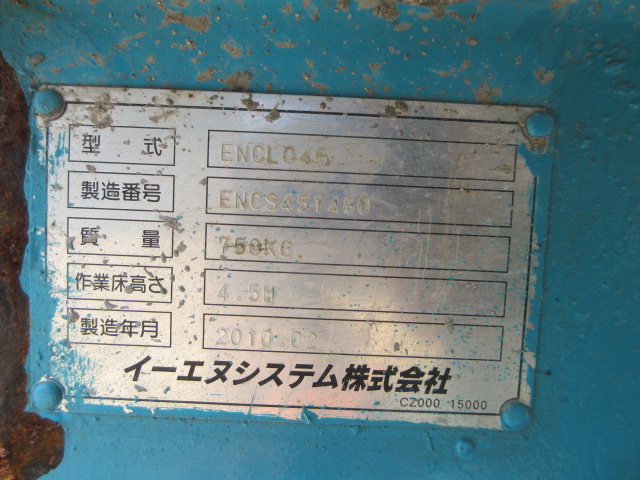 型 式 ENCL045
製造番号 ENCS451460
質 量 750KG
作業床高さ 4.5M
製造年月 2010.02
イーエヌシステム株式会社
CZ000 15000